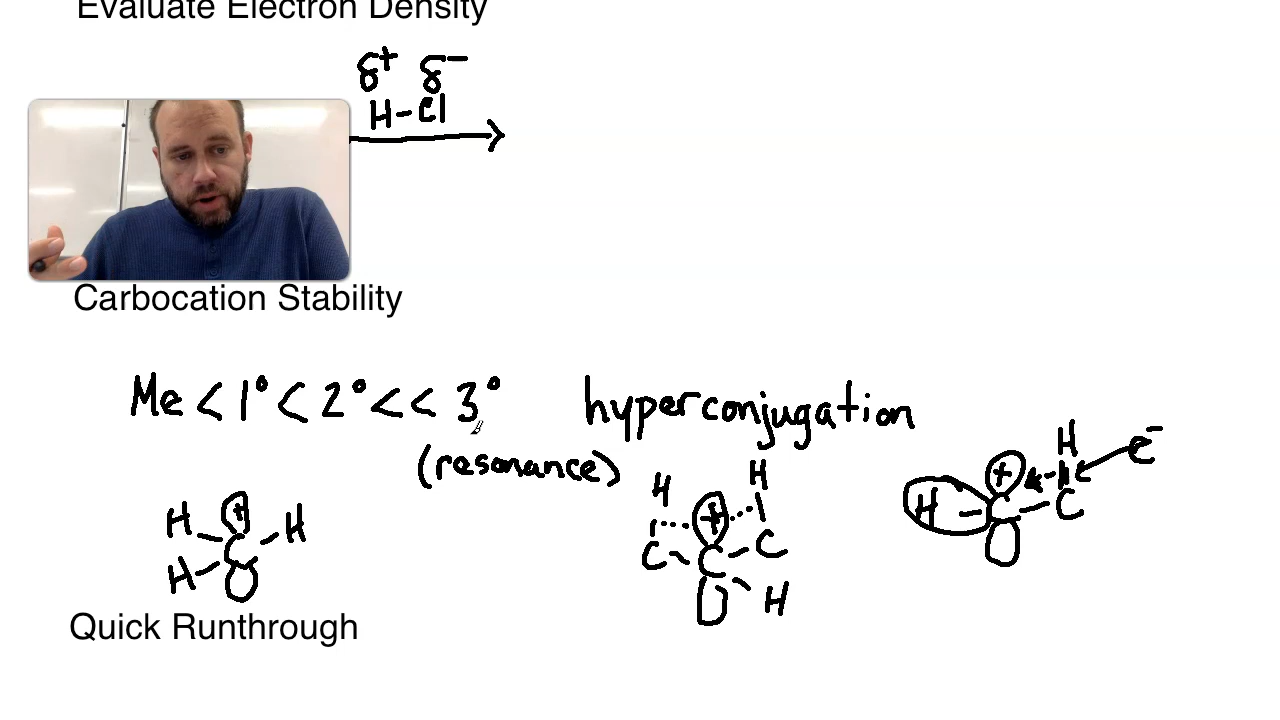 Evaluate Electron Density
δ+ δ−
H-Cl
Carbocation Stability
Me < 1° < 2° << 3° hyperconjugation
(resonance)
H H H e−
+ H + + H
H C H C C C C
H
Quick Runthrough